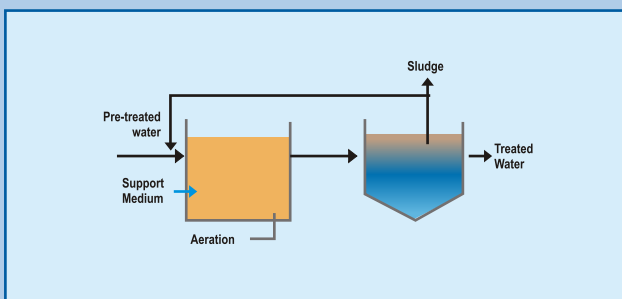 Sludge
Pre-treated
water
Treated
Water
Support
Medium
Aeration